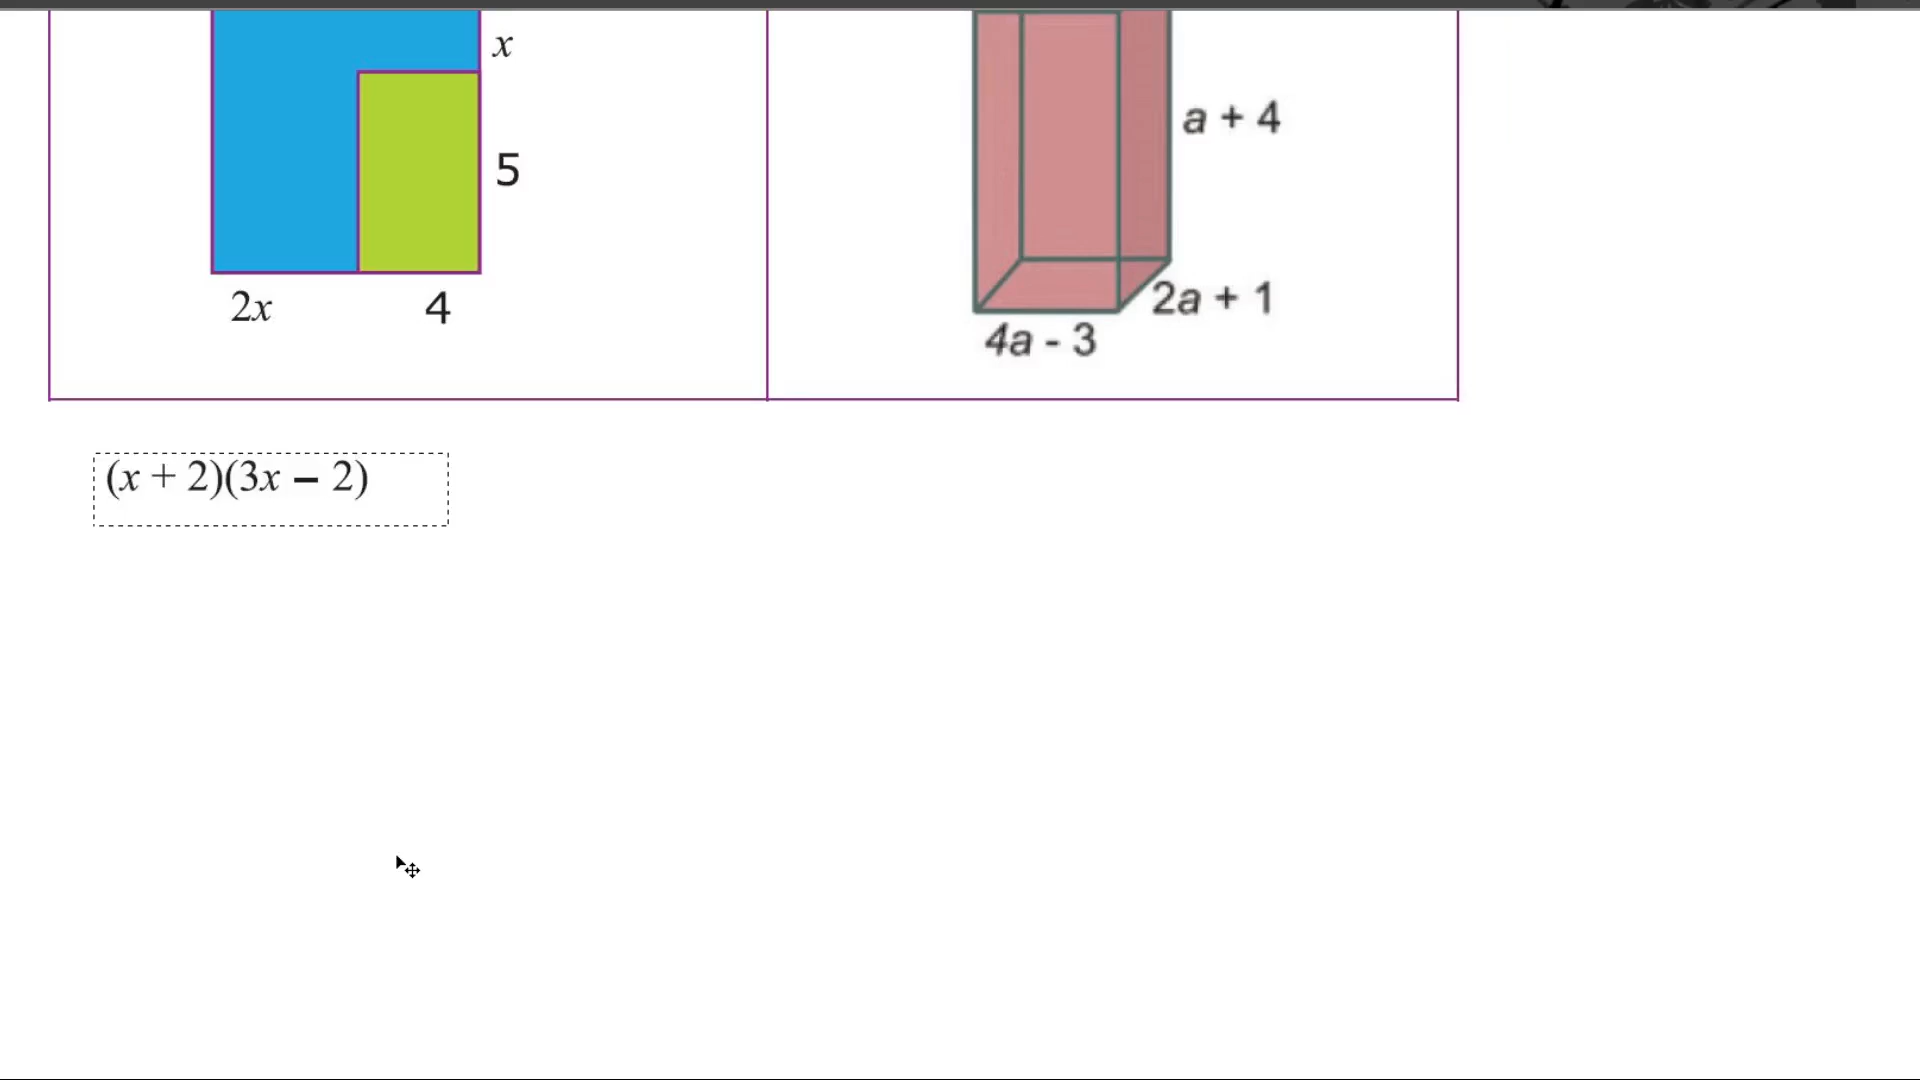 x
5
2x
4
a + 4
2a + 1
4a - 3
(x + 2)(3x − 2)